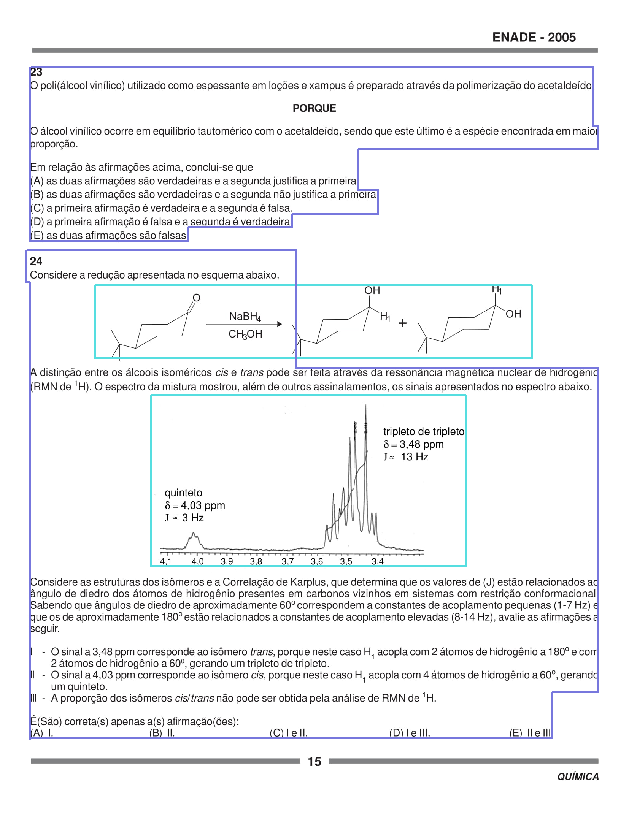 ENADE - 2005
23
O poli(álcool vinílico) utilizado como espessante em loções e xampus é preparado através da polimerização do acetaldeído
PORQUE
O álcool vinílico ocorre em equilíbrio tautomérico com o acetaldeído, sendo que este último é a espécie encontrada em maior
proporção.
Em relação às afirmações acima, conclui-se que
(A) as duas afirmações são verdadeiras e a segunda justifica a primeira.
(B) as duas afirmações são verdadeiras e a segunda não justifica a primeira.
(C) a primeira afirmação é verdadeira e a segunda é falsa.
(D) a primeira afirmação é falsa e a segunda é verdadeira.
(E) as duas afirmações são falsas.
24
Considere a redução apresentada no esquema abaixo.
O
NaBH4
CH3OH
OH
H1
+
H1
OH
A distinção entre os álcoois isoméricos cis e trans pode ser feita através da ressonância magnética nuclear de hidrogênio
(RMN de 1H). O espectro da mistura mostrou, além de outros assinalamentos, os sinais apresentados no espectro abaixo.
tripleto de tripleto
δ = 3,48 ppm
J ≈ 13 Hz
quinteto
δ = 4,03 ppm
J ≈ 3 Hz
4,1 4,0 3,9 3,8 3,7 3,6 3,5 3,4
Considere as estruturas dos isômeros e a Correlação de Karplus, que determina que os valores de (J) estão relacionados ao
ângulo de diedro dos átomos de hidrogênio presentes em carbonos vizinhos em sistemas com restrição conformacional.
Sabendo que ângulos de diedro de aproximadamente 60º correspondem a constantes de acoplamento pequenas (1-7 Hz) e
que os de aproximadamente 180º estão relacionados a constantes de acoplamento elevadas (8-14 Hz), avalie as afirmações a
seguir.
I - O sinal a 3,48 ppm corresponde ao isômero trans, porque neste caso H1 acopla com 2 átomos de hidrogênio a 180º e com
2 átomos de hidrogênio a 60º, gerando um tripleto de tripleto.
II - O sinal a 4,03 ppm corresponde ao isômero cis, porque neste caso H1 acopla com 4 átomos de hidrogênio a 60º, gerando
um quinteto.
III - A proporção dos isômeros cis/trans não pode ser obtida pela análise de RMN de 1H.
É(São) correta(s) apenas a(s) afirmação(ões):
(A) I. (B) II. (C) I e II. (D) I e III. (E) II e III.
15
QUÍMICA